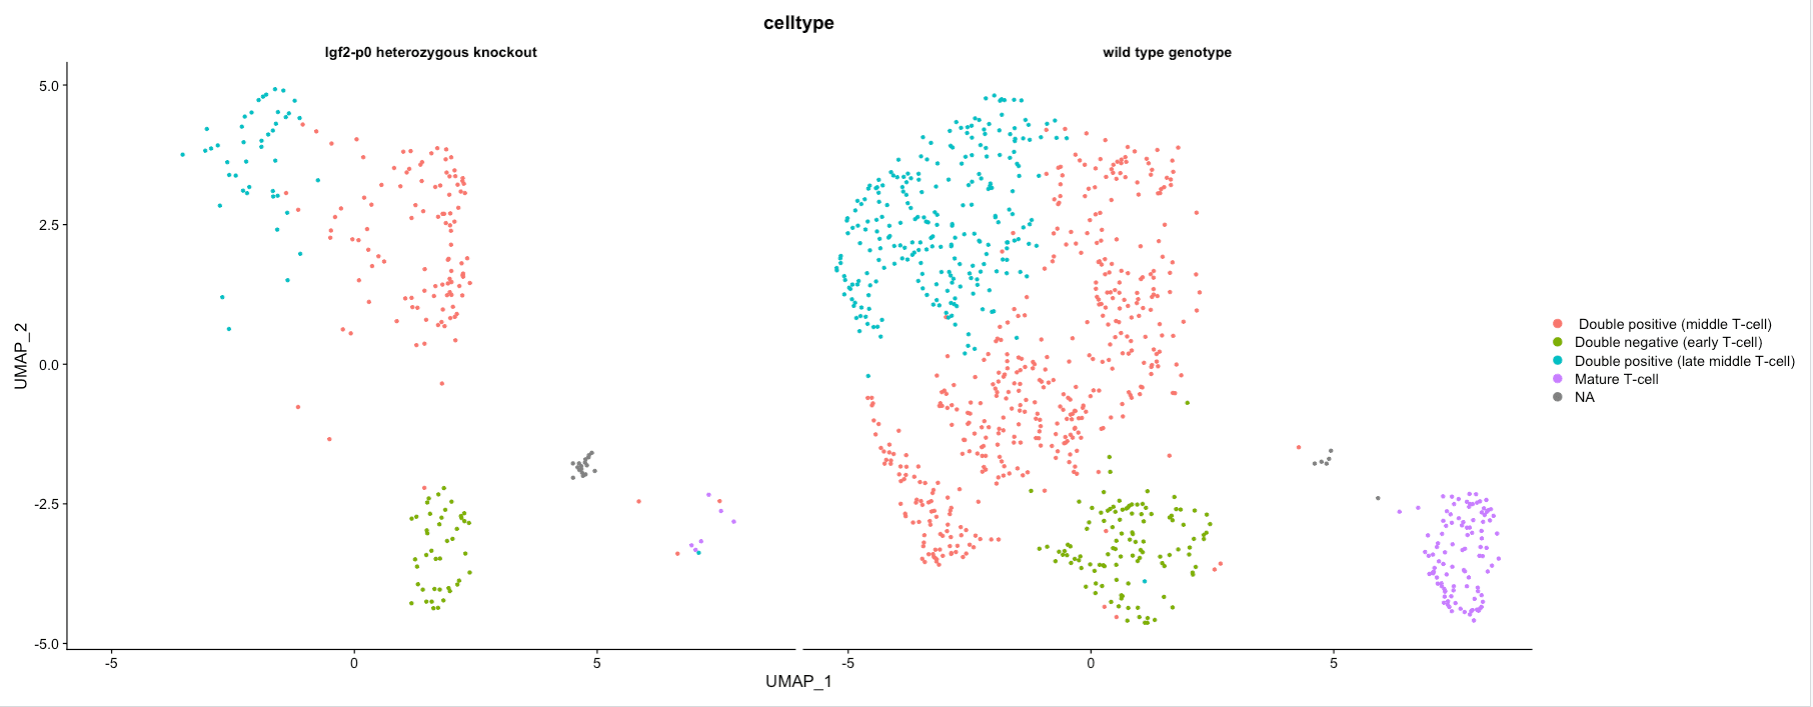 celltype
Igf2-p0 heterozygous knockout
wild type genotype
UMAP_2
5.0
2.5
0.0
-2.5
-5.0
-5 0 5
-5 0 5
UMAP_1
Double positive (middle T-cell)
Double negative (early T-cell)
Double positive (late middle T-cell)
Mature T-cell
NA